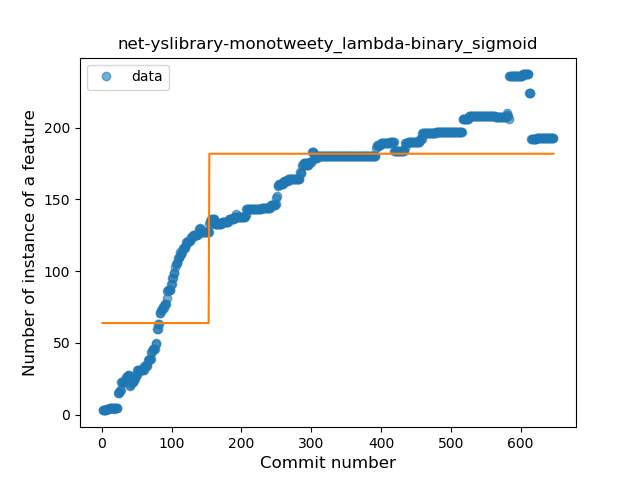 net-yslibrary-monotweety_lambda-binary_sigmoid
data
Number of instance of a feature
200
150
100
50
0
0 100 200 300 400 500 600
Commit number